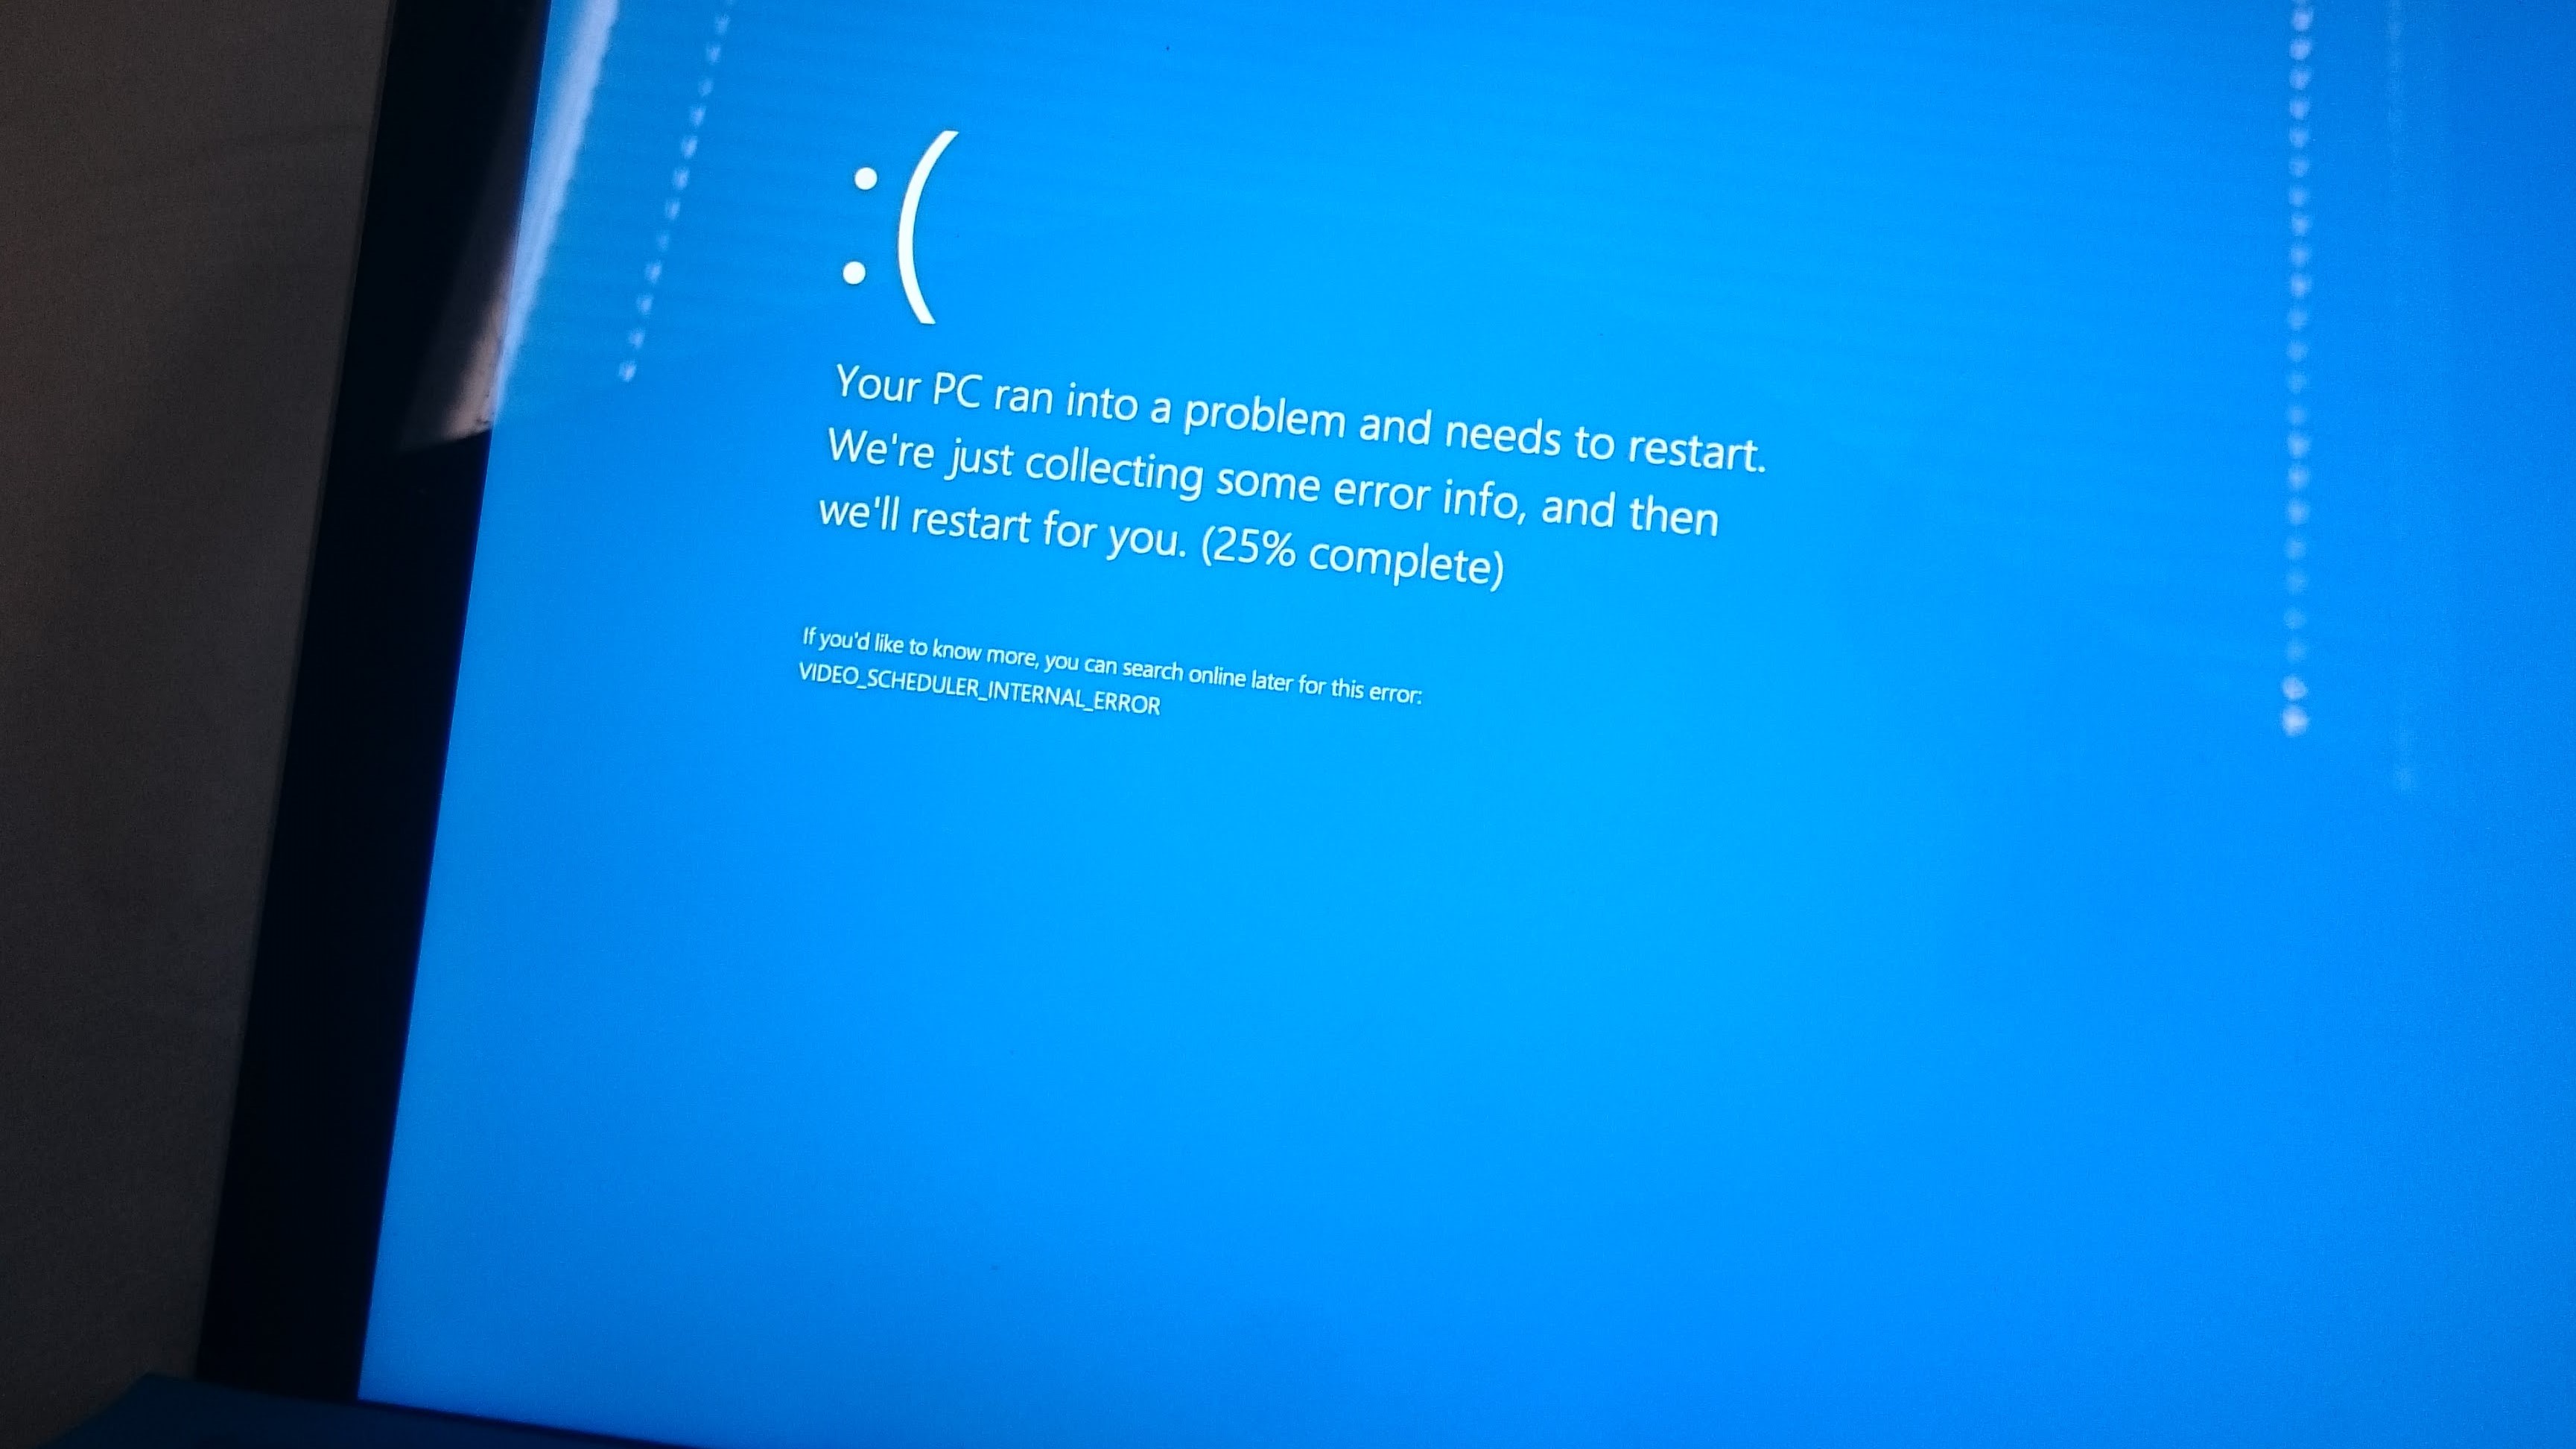 :(
Your PC ran into a problem and needs to restart.
We're just collecting some error info, and then
we'll restart for you. (25% complete)
If you'd like to know more, you can search online later for this error:
VIDEO_SCHEDULER_INTERNAL_ERROR